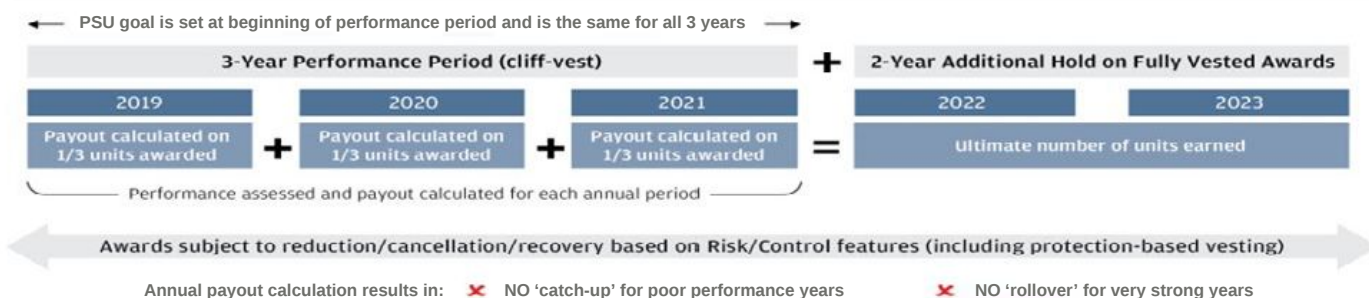 PSU goal is set at beginning of performance period and is the same for all 3 years
3-Year Performance Period (cliff-vest) + 2-Year Additional Hold on Fully Vested Awards
2019 2020 2021 2022 2023
Payout calculated on
1/3 units awarded
+
Payout calculated on
1/3 units awarded
+
Payout calculated on
1/3 units awarded
=
Ultimate number of units earned
Performance assessed and payout calculated for each annual period
Awards subject to reduction/cancellation/recovery based on Risk/Control features (including protection-based vesting)
Annual payout calculation results in: ✘ NO ‘catch-up’ for poor performance years ✘ NO ‘rollover’ for very strong years